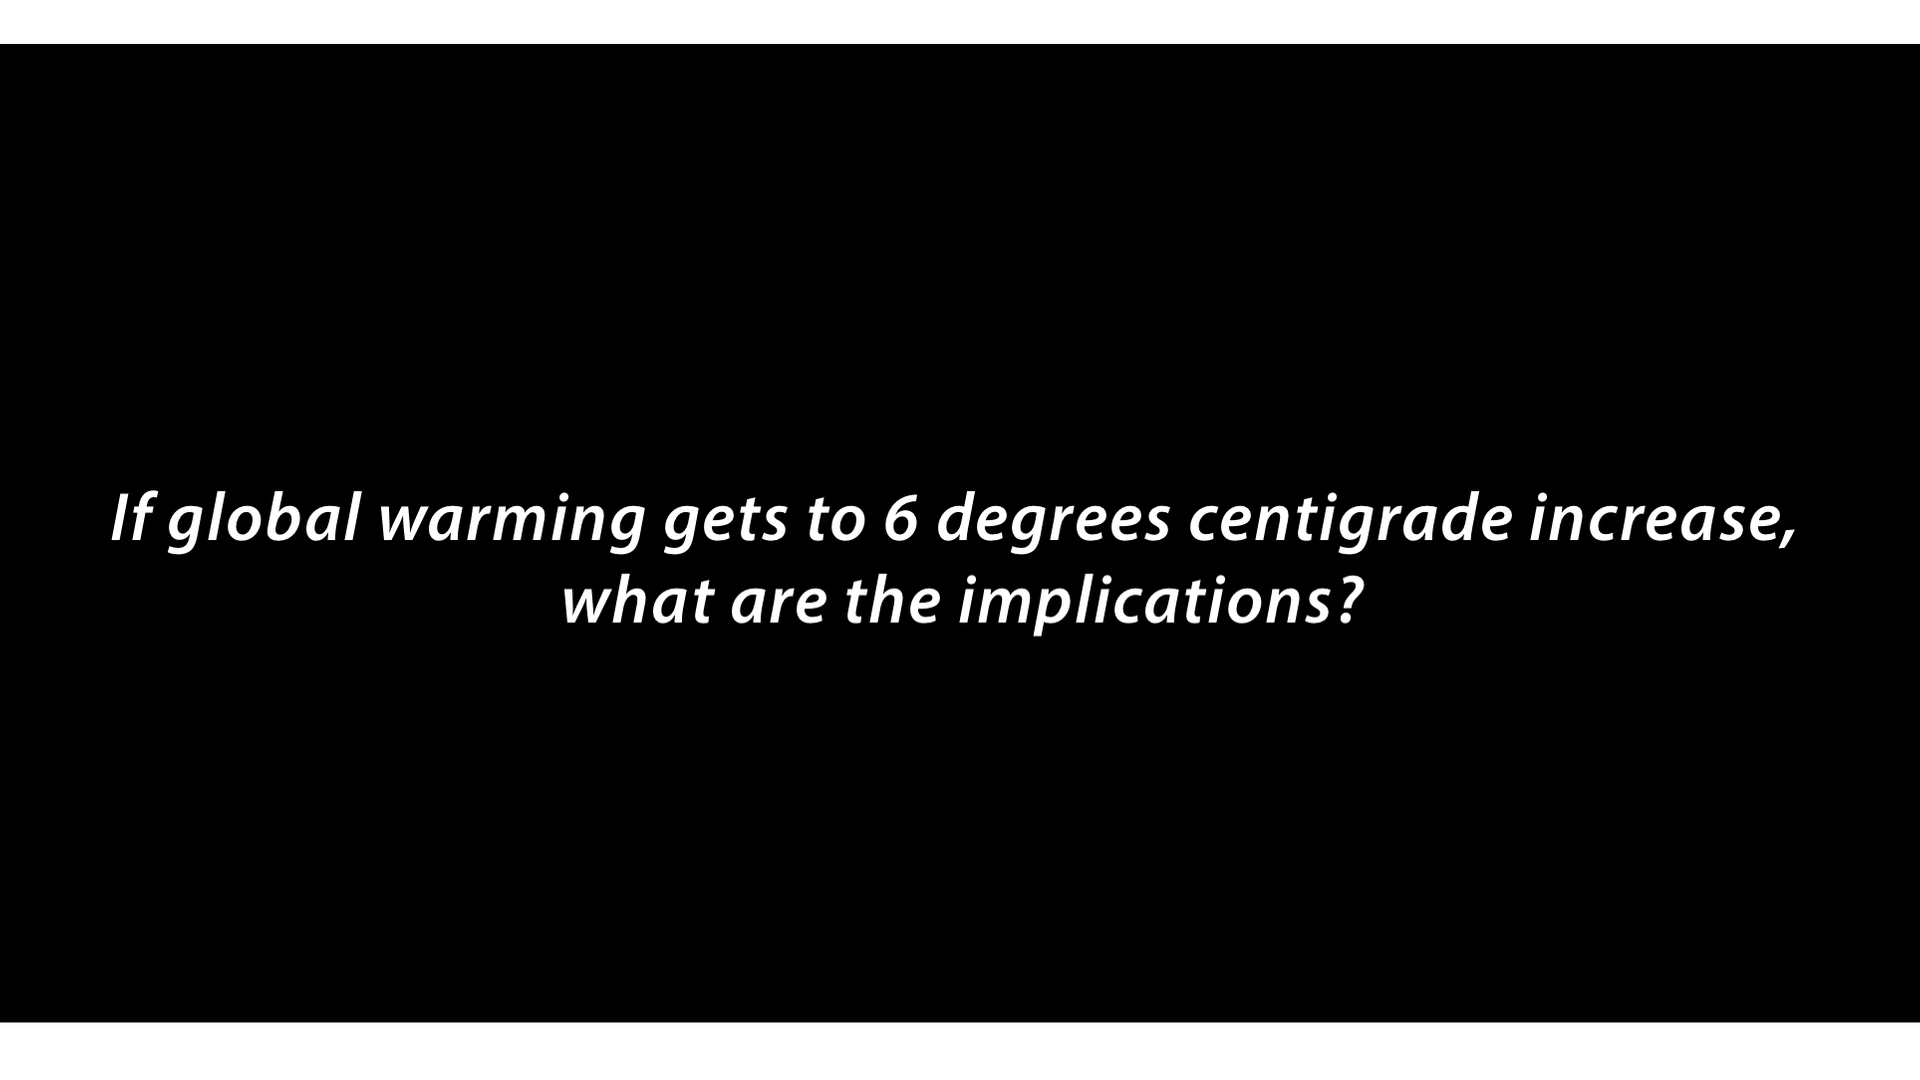 If global warming gets to 6 degrees centigrade increase,
what are the implications?